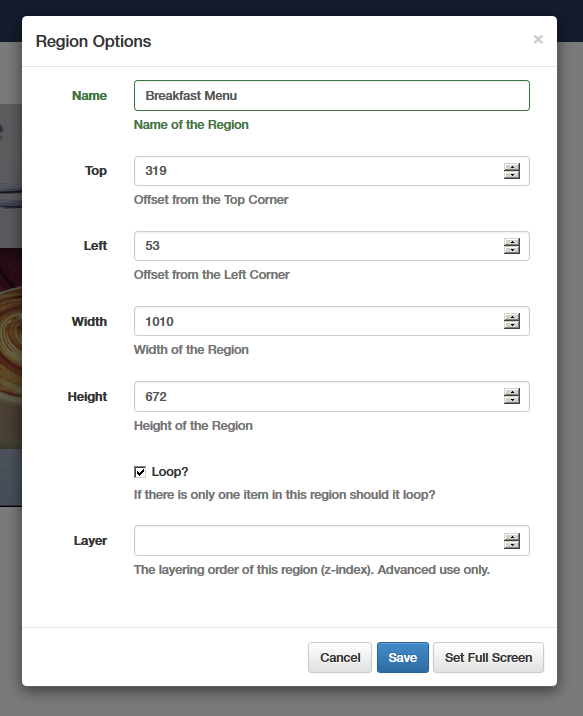 Region Options
×
Name
Breakfast Menu
Name of the Region
Top
319
Offset from the Top Corner
Left
53
Offset from the Left Corner
Width
1010
Width of the Region
Height
672
Height of the Region
Loop?
If there is only one item in this region should it loop?
Layer
The layering order of this region (z-index). Advanced use only.
Cancel Save Set Full Screen